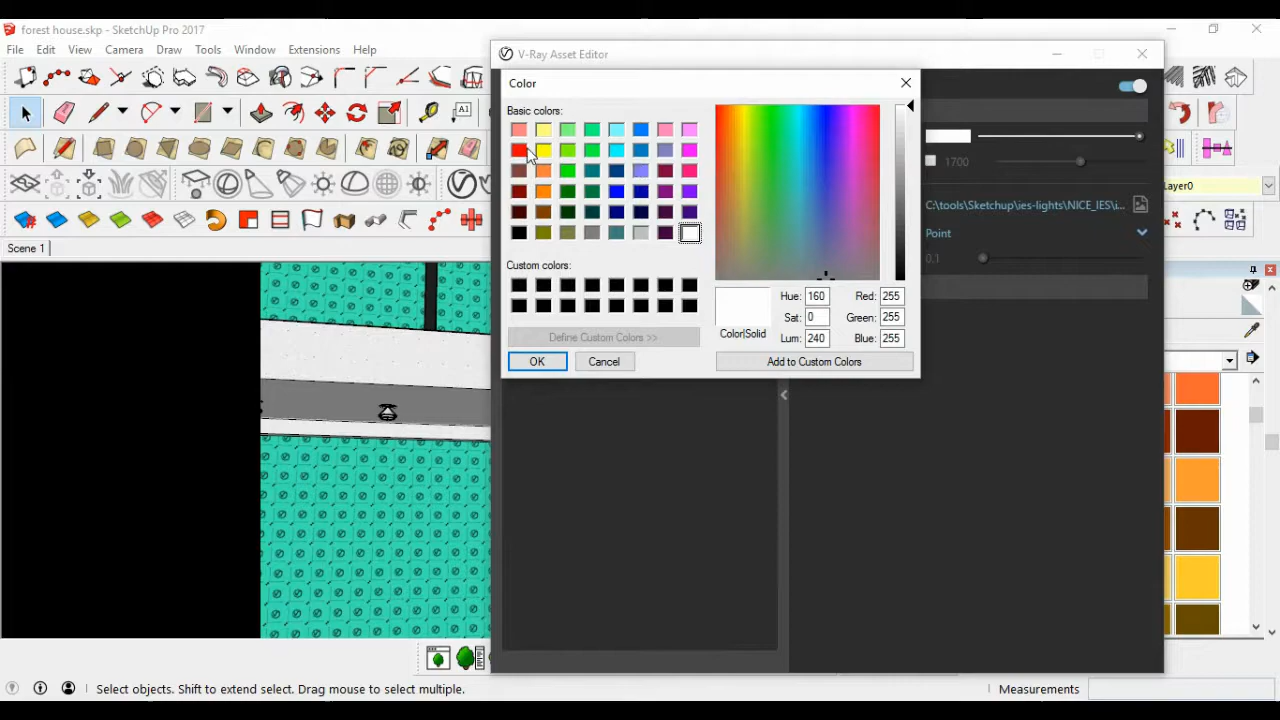 forest house.skp - SketchUp Pro 2017
File Edit View Camera Draw Tools Window Extensions Help
V-Ray Asset Editor
Color
Basic colors:
Custom colors:
Define Custom Colors >>
OK
Cancel
Hue: 160
Sat: 0
Lum: 240
Red: 255
Green: 255
Blue: 255
Color|Solid
Add to Custom Colors
1700
C:\tools\Sketchup\ies-lights\NICE_IES\i...
Point
0.1
Layer0
Scene 1
A1
Select objects. Shift to extend select. Drag mouse to select multiple.
Measurements